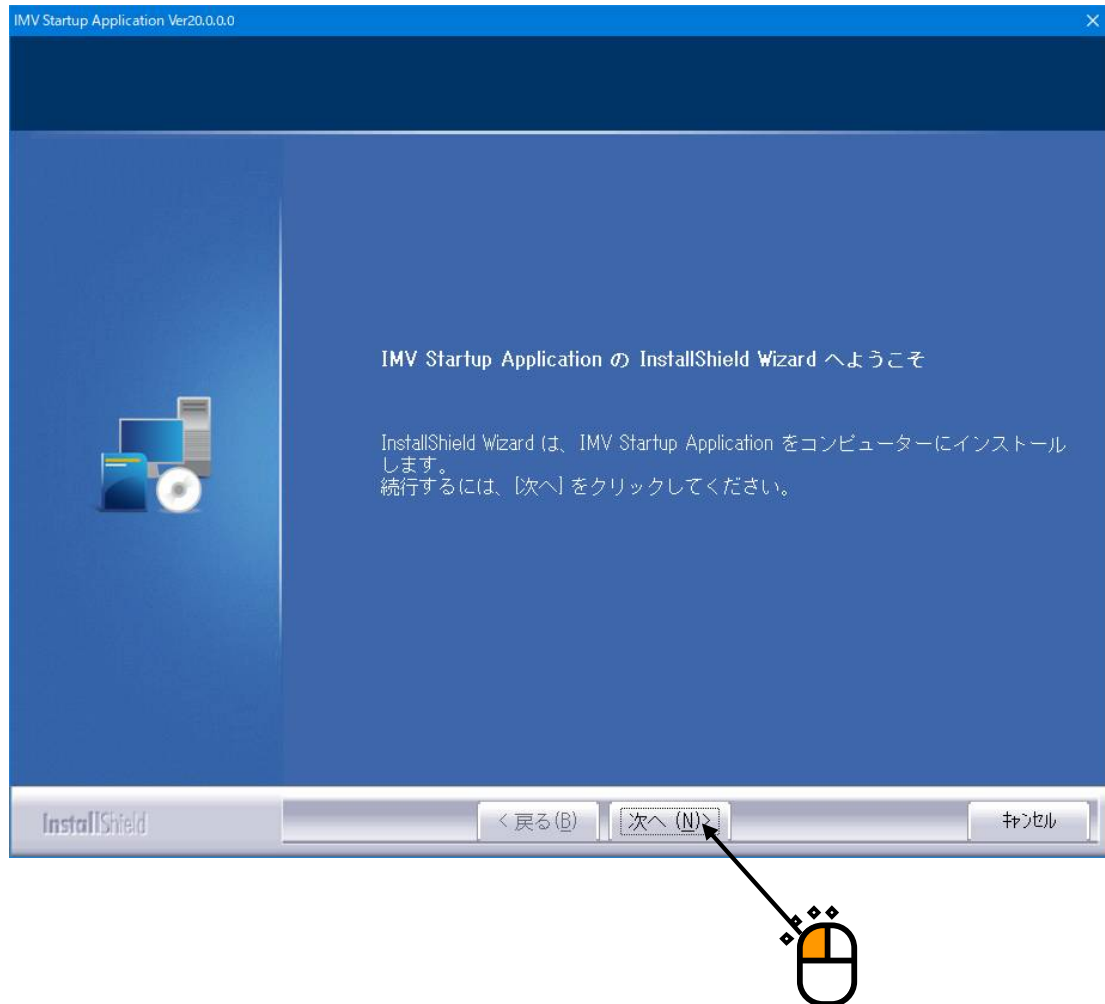 IMV Startup Application Ver20.0.0.0
IMV Startup Application の InstallShield Wizard へようこそ
InstallShield Wizard は、IMV Startup Application をコンピューターにインストール
します。
続行するには、[次へ] をクリックしてください。
InstallShield
< 戻る(B)
次へ (N)>
ｷｬﾝｾﾙ